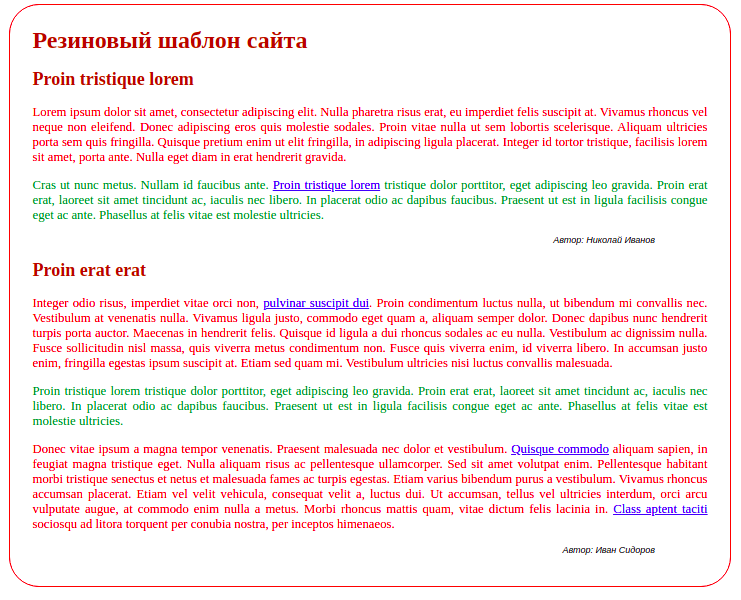 Резиновый шаблон сайта
Proin tristique lorem
Lorem ipsum dolor sit amet, consectetur adipiscing elit. Nulla pharetra risus erat, eu imperdiet felis suscipit at. Vivamus rhoncus vel
neque non eleifend. Donec adipiscing eros quis molestie sodales. Proin vitae nulla ut sem lobortis scelerisque. Aliquam ultricies
porta sem quis fringilla. Quisque pretium enim ut elit fringilla, in adipiscing ligula placerat. Integer id tortor tristique, facilisis lorem
sit amet, porta ante. Nulla eget diam in erat hendrerit gravida.
Cras ut nunc metus. Nullam id faucibus ante. Proin tristique lorem tristique dolor porttitor, eget adipiscing leo gravida. Proin erat
erat, laoreet sit amet tincidunt ac, iaculis nec libero. In placerat odio ac dapibus faucibus. Praesent ut est in ligula facilisis congue
eget ac ante. Phasellus at felis vitae est molestie ultricies.
Автор: Николай Иванов
Proin erat erat
Integer odio risus, imperdiet vitae orci non, pulvinar suscipit dui. Proin condimentum luctus nulla, ut bibendum mi convallis nec.
Vestibulum at venenatis nulla. Vivamus ligula justo, commodo eget quam a, aliquam semper dolor. Donec dapibus nunc hendrerit
turpis porta auctor. Maecenas in hendrerit felis. Quisque id ligula a dui rhoncus sodales ac eu nulla. Vestibulum ac dignissim nulla.
Fusce sollicitudin nisl massa, quis viverra metus condimentum non. Fusce quis viverra enim, id viverra libero. In accumsan justo
enim, fringilla egestas ipsum suscipit at. Etiam sed quam mi. Vestibulum ultricies nisi luctus convallis malesuada.
Proin tristique lorem tristique dolor porttitor, eget adipiscing leo gravida. Proin erat erat, laoreet sit amet tincidunt ac, iaculis nec
libero. In placerat odio ac dapibus faucibus. Praesent ut est in ligula facilisis congue eget ac ante. Phasellus at felis vitae est
molestie ultricies.
Donec vitae ipsum a magna tempor venenatis. Praesent malesuada nec dolor et vestibulum. Quisque commodo aliquam sapien, in
feugiat magna tristique eget. Nulla aliquam risus ac pellentesque ullamcorper. Sed sit amet volutpat enim. Pellentesque habitant
morbi tristique senectus et netus et malesuada fames ac turpis egestas. Etiam varius bibendum purus a vestibulum. Vivamus rhoncus
accumsan placerat. Etiam vel velit vehicula, consequat velit a, luctus dui. Ut accumsan, tellus vel ultricies interdum, orci arcu
vulputate augue, at commodo enim nulla a metus. Morbi rhoncus mattis quam, vitae dictum felis lacinia in. Class aptent taciti
sociosqu ad litora torquent per conubia nostra, per inceptos himenaeos.
Автор: Иван Сидоров